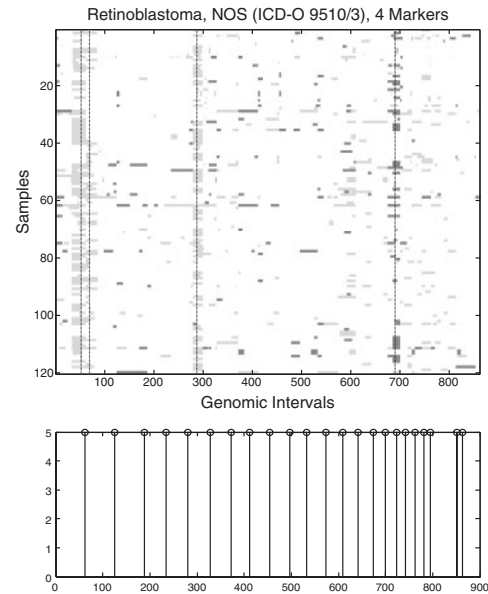 Retinoblastoma, NOS (ICD-O 9510/3), 4 Markers
Samples
20
40
60
80
100
120
100 200 300 400 500 600 700 800
Genomic Intervals
5
4
3
2
1
0
0 100 200 300 400 500 600 700 800 900